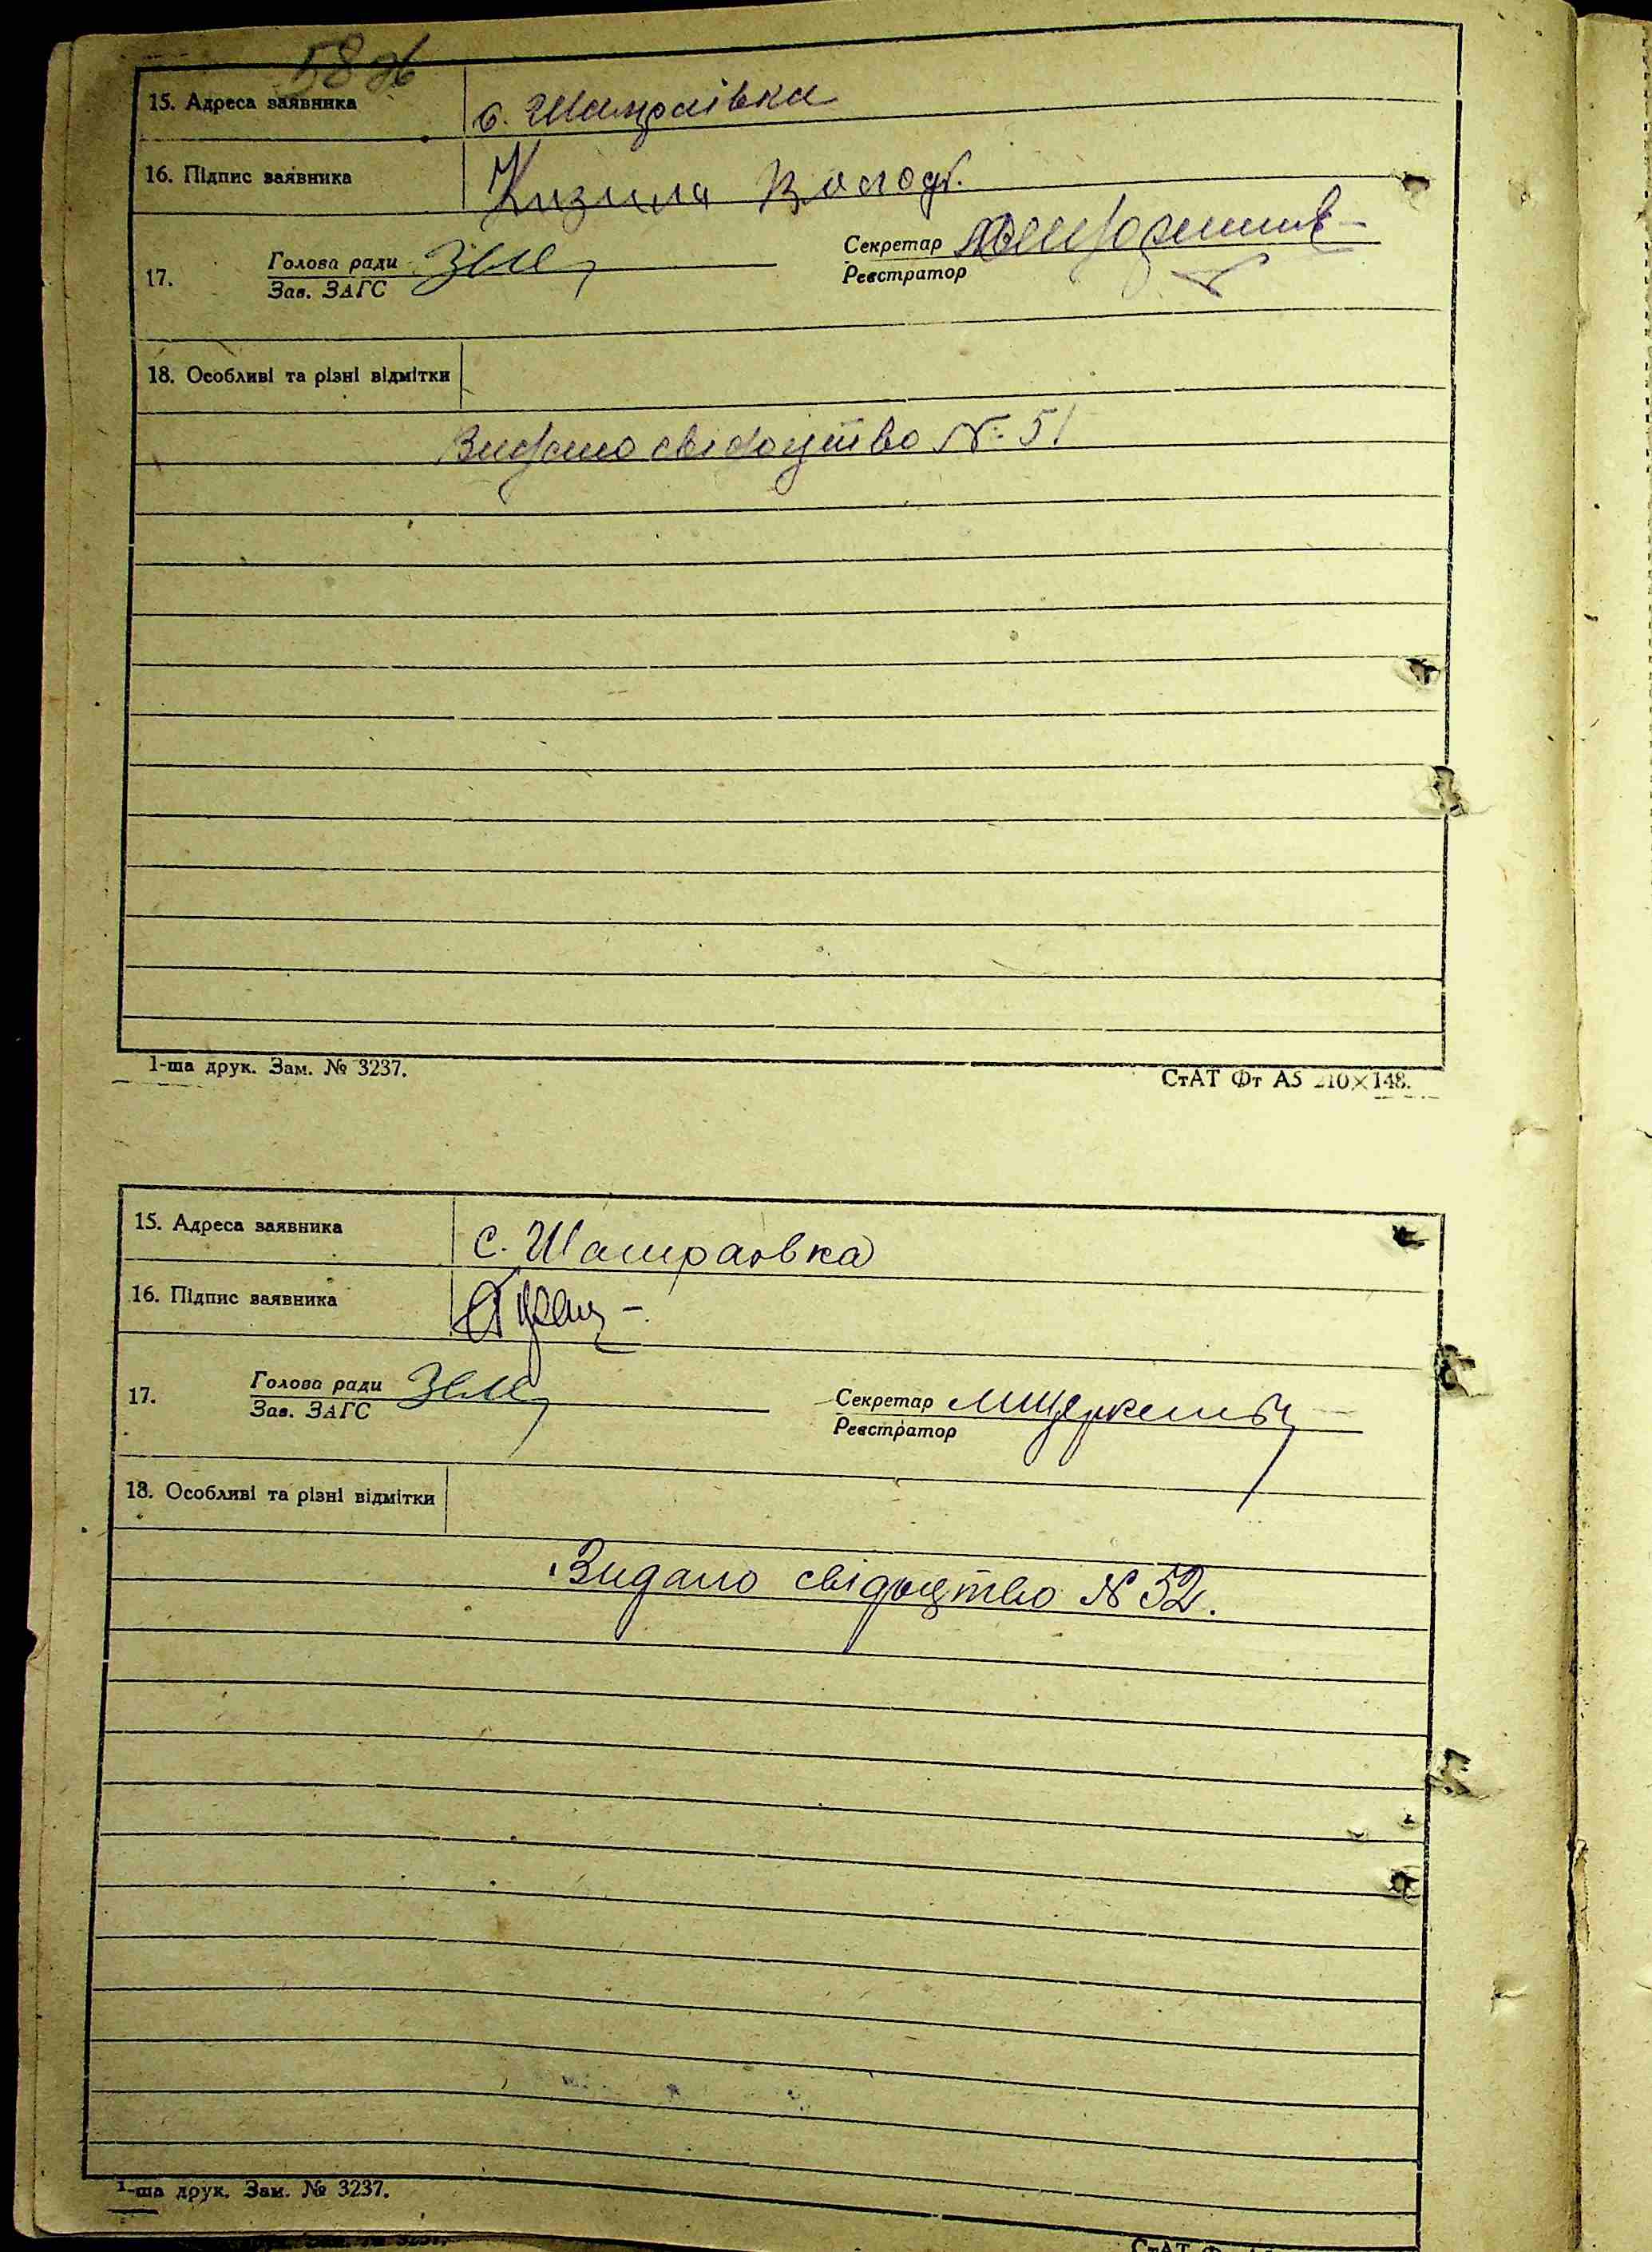 58
15. Адреса заявника с. Шамраївка
16. Підпис заявника Кизила Волод.
17. Голова ради Секретар
Зав. ЗАГС Реєстратор
18. Особливі та різні відмітки
Видано свідоцтво № 51
1-ша друк. Зам. № 3237. СтАТ Фт А5 210×148.
15. Адреса заявника с. Шамраовка
16. Підпис заявника
17. Голова ради Секретар
Зав. ЗАГС Реєстратор
18. Особливі та різні відмітки
Видано свідоцтво N 52.
1-ша друк. Зам. № 3237.
СтАТ